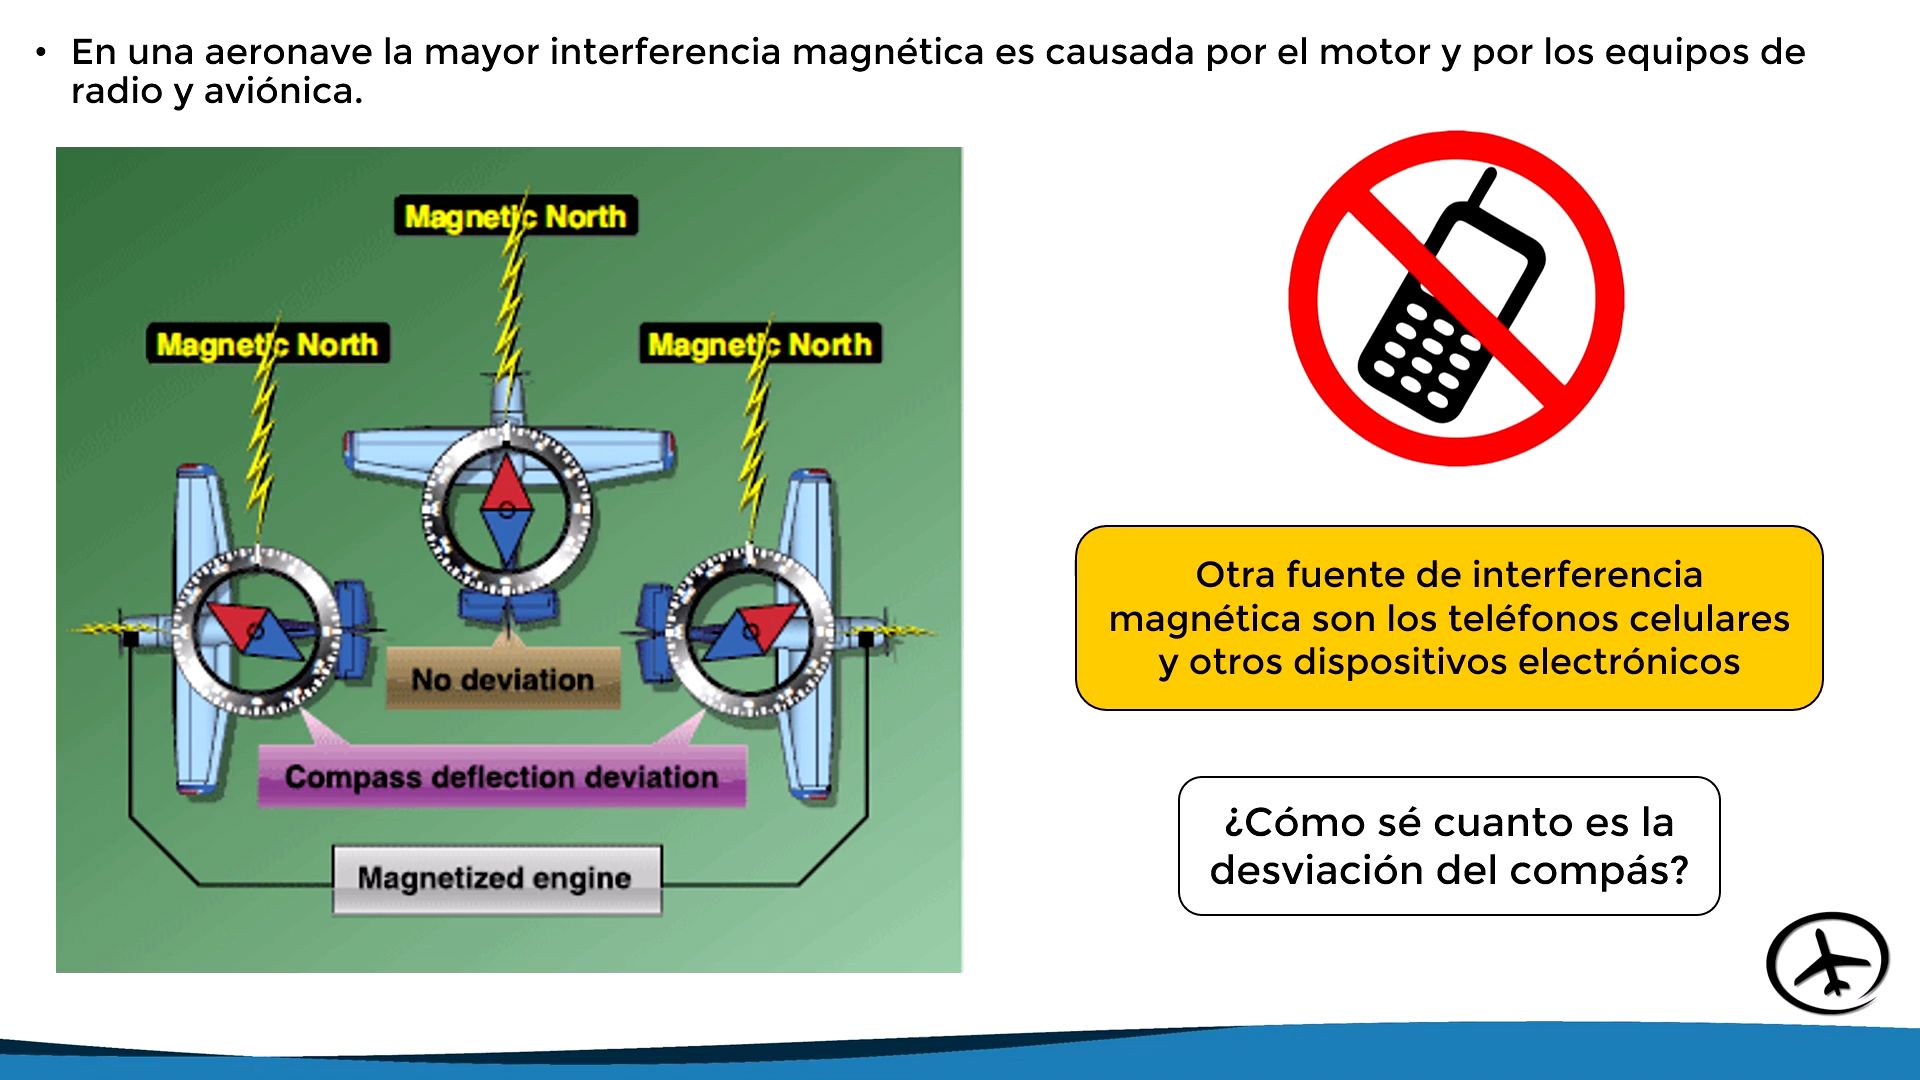 • En una aeronave la mayor interferencia magnética es causada por el motor y por los equipos de
radio y aviónica.
Magnetic North
Magnetic North
Magnetic North
No deviation
Compass deflection deviation
Magnetized engine
Otra fuente de interferencia
magnética son los teléfonos celulares
y otros dispositivos electrónicos
¿Cómo sé cuanto es la
desviación del compás?